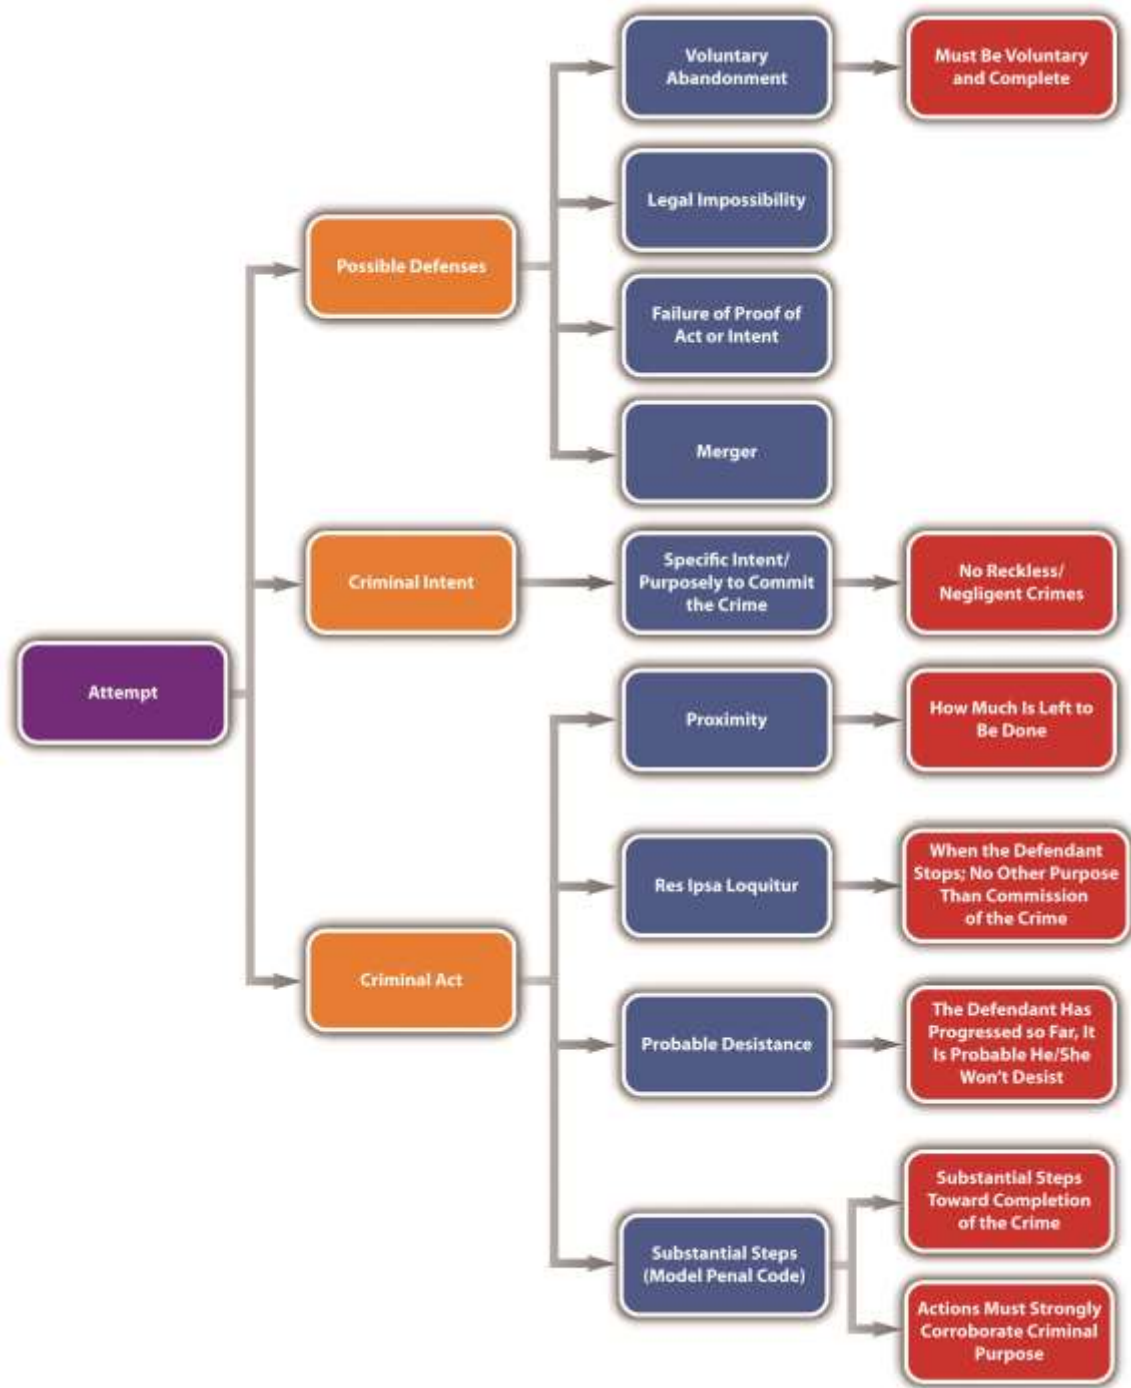 Attempt
Possible Defenses
Voluntary
Abandonment
Must Be Voluntary
and Complete
Legal Impossibility
Failure of Proof of
Act or Intent
Merger
Criminal Intent
Specific Intent/
Purposely to Commit
the Crime
No Reckless/
Negligent Crimes
Criminal Act
Proximity
How Much Is Left to
Be Done
Res Ipsa Loquitur
When the Defendant
Stops; No Other Purpose
Than Commission
of the Crime
Probable Desistance
The Defendant Has
Progressed so Far, It
Is Probable He/She
Won't Desist
Substantial Steps
(Model Penal Code)
Substantial Steps
Toward Completion
of the Crime
Actions Must Strongly
Corroborate Criminal
Purpose